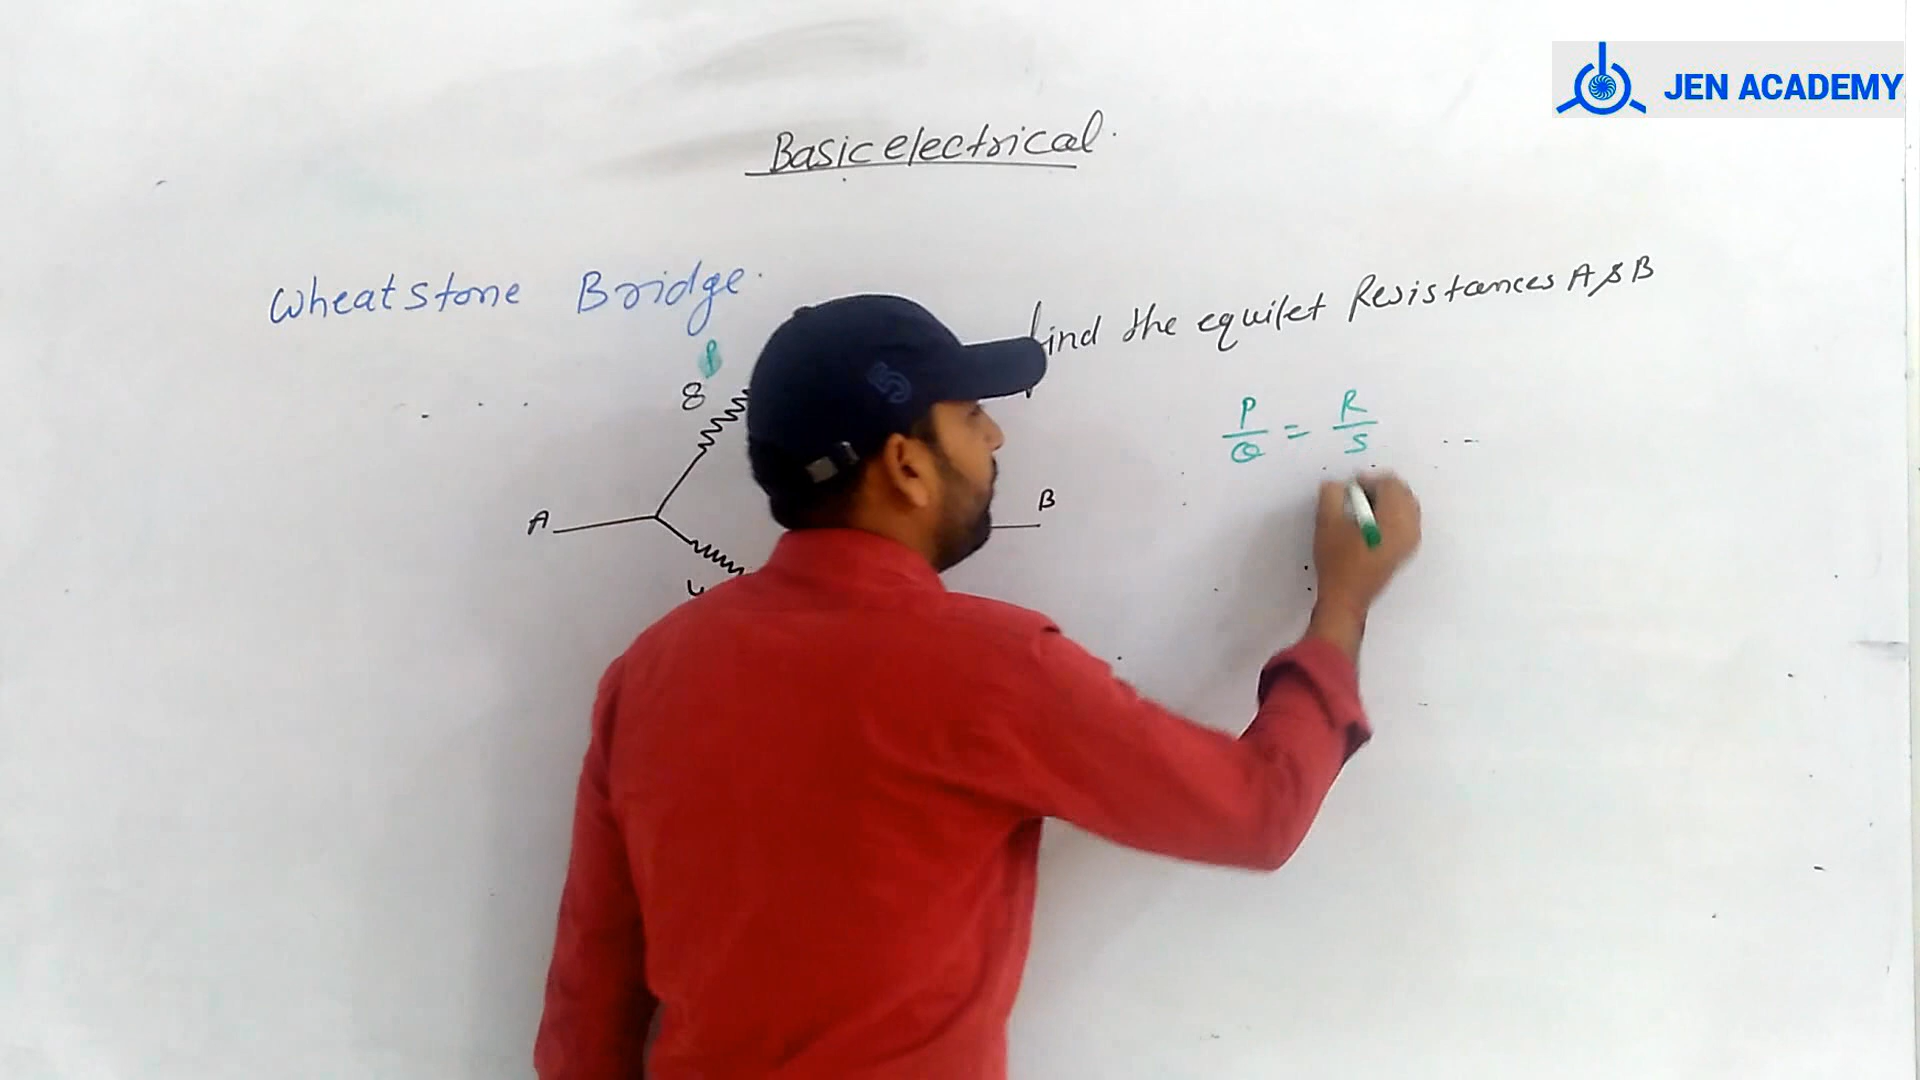 JEN ACADEMY
Basic electrical.
Wheatstone Bridge.
find the equilet Resistances A & B
P
8
P/Q = R/S
A
B